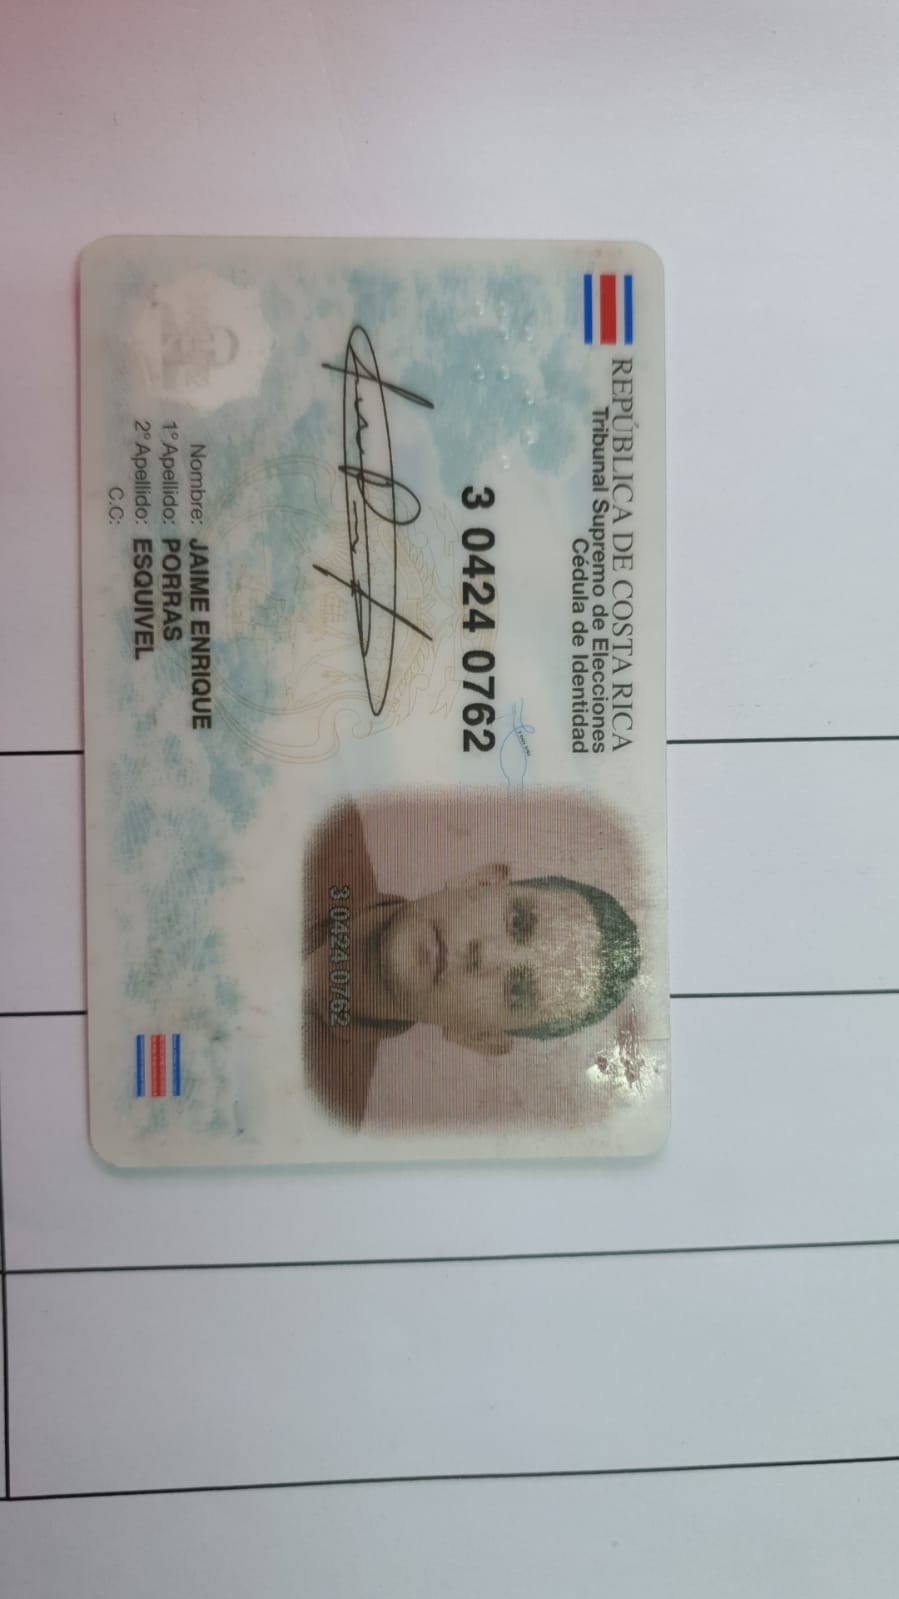 REPÚBLICA DE COSTA RICA
Tribunal Supremo de Elecciones
Cédula de Identidad
3 0424 0762
3 0424 0762
Nombre: JAIME ENRIQUE
1° Apellido: PORRAS
2° Apellido: ESQUIVEL
C.C: